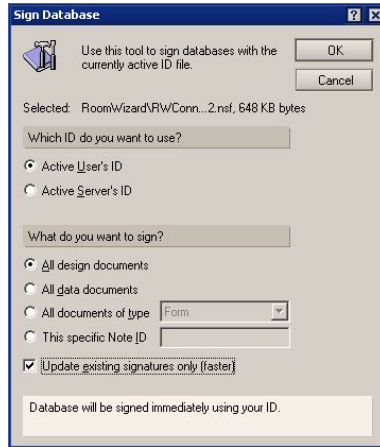 Sign Database
Use this tool to sign databases with the
currently active ID file.
OK
Cancel
Selected: RoomWizard\RWConn...2.nsf, 648 KB bytes
Which ID do you want to use?
Active User's ID
Active Server's ID
What do you want to sign?
All design documents
All data documents
All documents of type Form
This specific Note ID
Update existing signatures only (faster)
Database will be signed immediately using your ID.